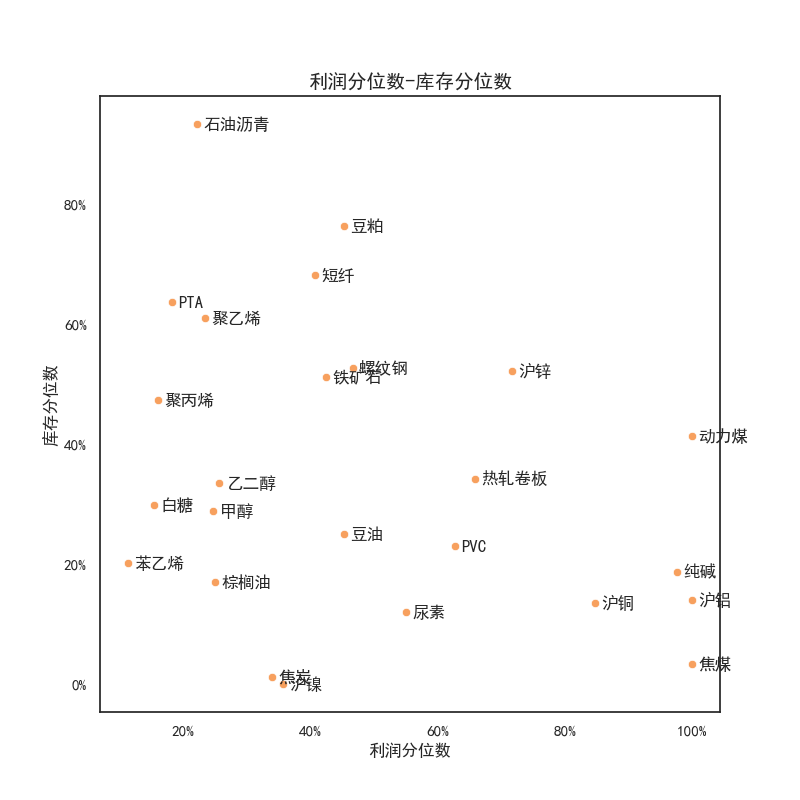 利润分位数-库存分位数
石油沥青
80%
豆粕
短纤
PTA
聚乙烯
60%
螺纹钢
铁矿石
沪锌
库存分位数
聚丙烯
动力煤
40%
热轧卷板
乙二醇
白糖
甲醇
豆油
PVC
苯乙烯
20%
纯碱
棕榈油
沪铝
沪铜
尿素
焦煤
焦炭
沪镍
0%
20%
40%
60%
80%
100%
利润分位数